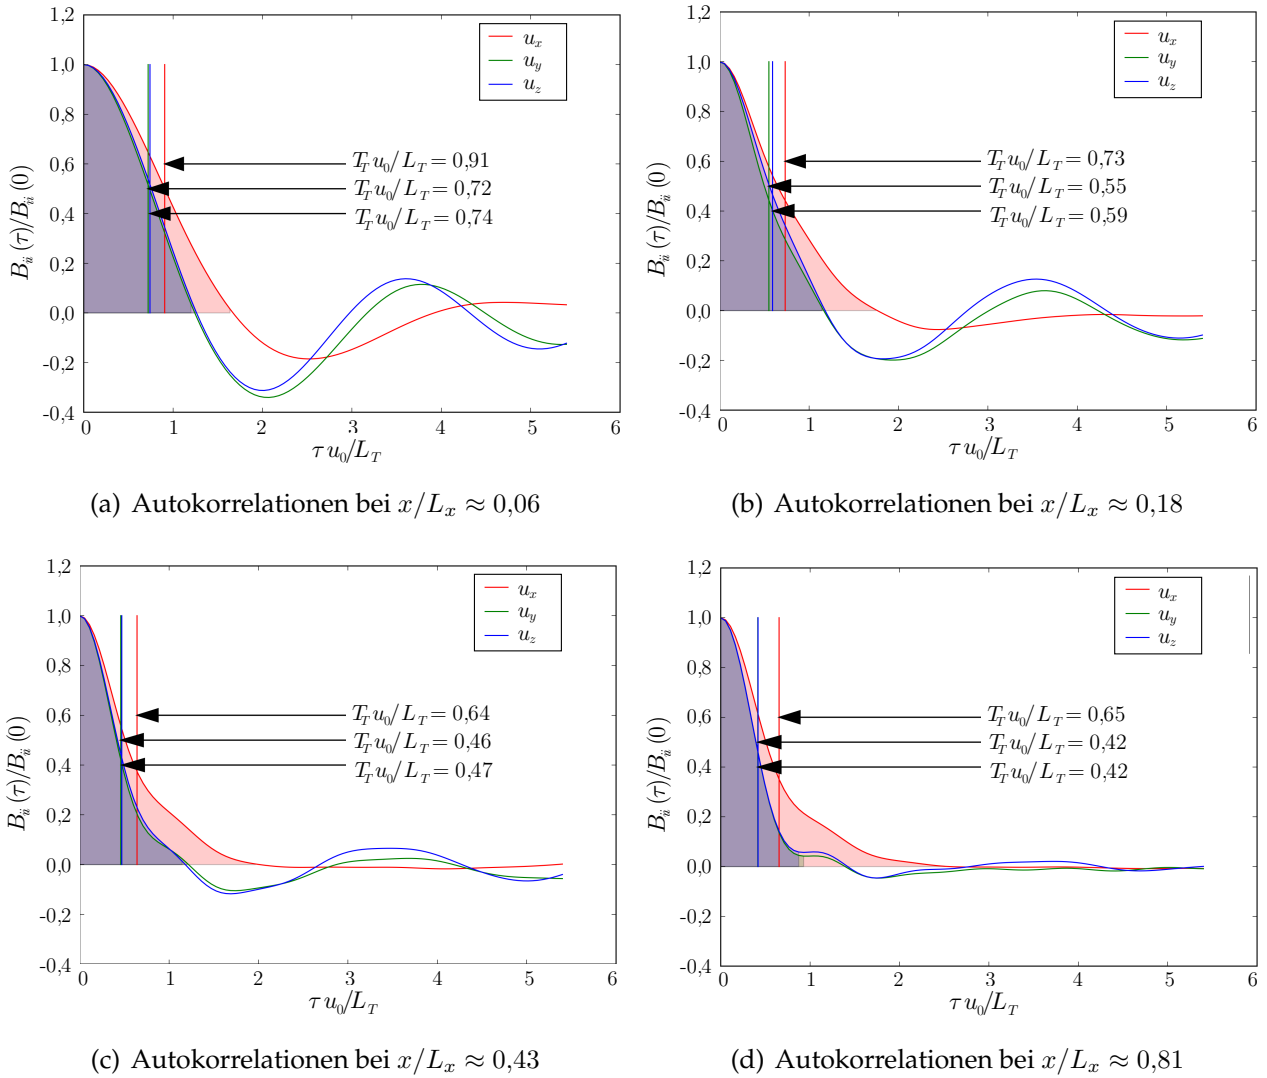 1,2
1,0
0,8
0,6
0,4
0,2
0,0
-0,2
-0,4
B_ii(τ)/B_ii(0)
u_x
u_y
u_z
T_T u_0/L_T = 0,91
T_T u_0/L_T = 0,72
T_T u_0/L_T = 0,74
0 1 2 3 4 5 6
τ u_0/L_T
(a) Autokorrelationen bei x/L_x ≈ 0,06
1,2
1,0
0,8
0,6
0,4
0,2
0,0
-0,2
-0,4
B_ii(τ)/B_ii(0)
u_x
u_y
u_z
T_T u_0/L_T = 0,73
T_T u_0/L_T = 0,55
T_T u_0/L_T = 0,59
0 1 2 3 4 5 6
τ u_0/L_T
(b) Autokorrelationen bei x/L_x ≈ 0,18
1,2
1,0
0,8
0,6
0,4
0,2
0,0
-0,2
-0,4
B_ii(τ)/B_ii(0)
u_x
u_y
u_z
T_T u_0/L_T = 0,64
T_T u_0/L_T = 0,46
T_T u_0/L_T = 0,47
0 1 2 3 4 5 6
τ u_0/L_T
(c) Autokorrelationen bei x/L_x ≈ 0,43
1,2
1,0
0,8
0,6
0,4
0,2
0,0
-0,2
-0,4
B_ii(τ)/B_ii(0)
u_x
u_y
u_z
T_T u_0/L_T = 0,65
T_T u_0/L_T = 0,42
T_T u_0/L_T = 0,42
0 1 2 3 4 5 6
τ u_0/L_T
(d) Autokorrelationen bei x/L_x ≈ 0,81